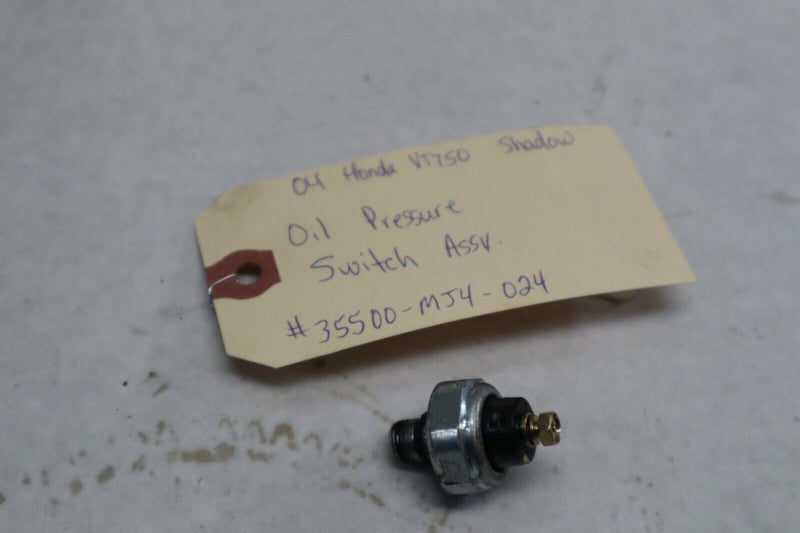 04 Honda VT750 Shadow
Oil Pressure
Switch Assy.
#35500-MJ4-024